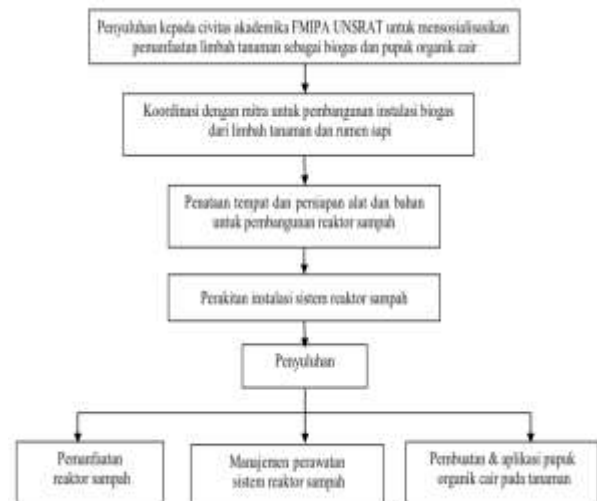 Penyuluhan kepada civitas akademika FMIPA UNSRAT untuk mensosialisasikan
pemanfaatan limbah tanaman sebagai biogas dan pupuk organik cair
Koordinasi dengan mitra untuk pembangunan instalasi biogas
dari limbah tanaman dan rumen sapi
Penataan tempat dan persiapan alat dan bahan
untuk pembangunan reaktor sampah
Perakitan instalasi sistem reaktor sampah
Penyuluhan
Pemanfaatan
reaktor sampah
Manajemen perawatan
sistem reaktor sampah
Pembuatan & aplikasi pupuk
organik cair pada tanaman